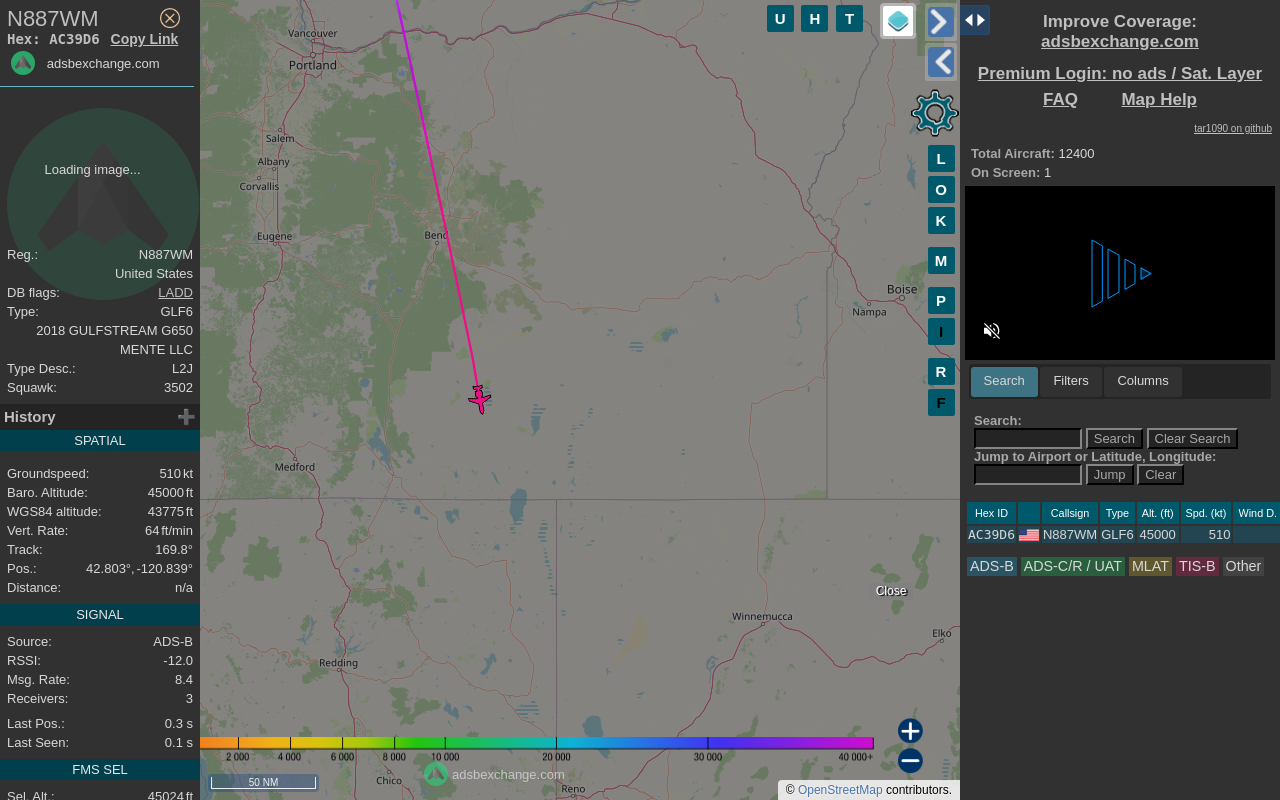 N887WM
Hex: AC39D6 Copy Link
adsbexchange.com
Loading image...
Reg.: N887WM
United States
DB flags: LADD
Type: GLF6
2018 GULFSTREAM G650
MENTE LLC
Type Desc.: L2J
Squawk: 3502
History
SPATIAL
Groundspeed: 510 kt
Baro. Altitude: 45000 ft
WGS84 altitude: 43775 ft
Vert. Rate: 64 ft/min
Track: 169.8°
Pos.: 42.803°, -120.839°
Distance: n/a
SIGNAL
Source: ADS-B
RSSI: -12.0
Msg. Rate: 8.4
Receivers: 3
Last Pos.: 0.3 s
Last Seen: 0.1 s
FMS SEL
Sel. Alt.: 45024 ft
Vancouver
Portland
Salem
Albany
Corvallis
Eugene
Bend
Boise
Nampa
Medford
Winnemucca
Elko
Redding
Chico
Reno
Close
U H T
L
O
K
M
P
I
R
F
2 000 4 000 6 000 8 000 10 000 20 000 30 000 40 000+
50 NM
adsbexchange.com
© OpenStreetMap contributors.
Improve Coverage:
adsbexchange.com
Premium Login: no ads / Sat. Layer
FAQ Map Help
tar1090 on github
Total Aircraft: 12400
On Screen: 1
Search Filters Columns
Search:
Search Clear Search
Jump to Airport or Latitude, Longitude:
Jump Clear
Hex ID Callsign Type Alt. (ft) Spd. (kt) Wind D.
AC39D6 N887WM GLF6 45000 510
ADS-B ADS-C/R / UAT MLAT TIS-B Other